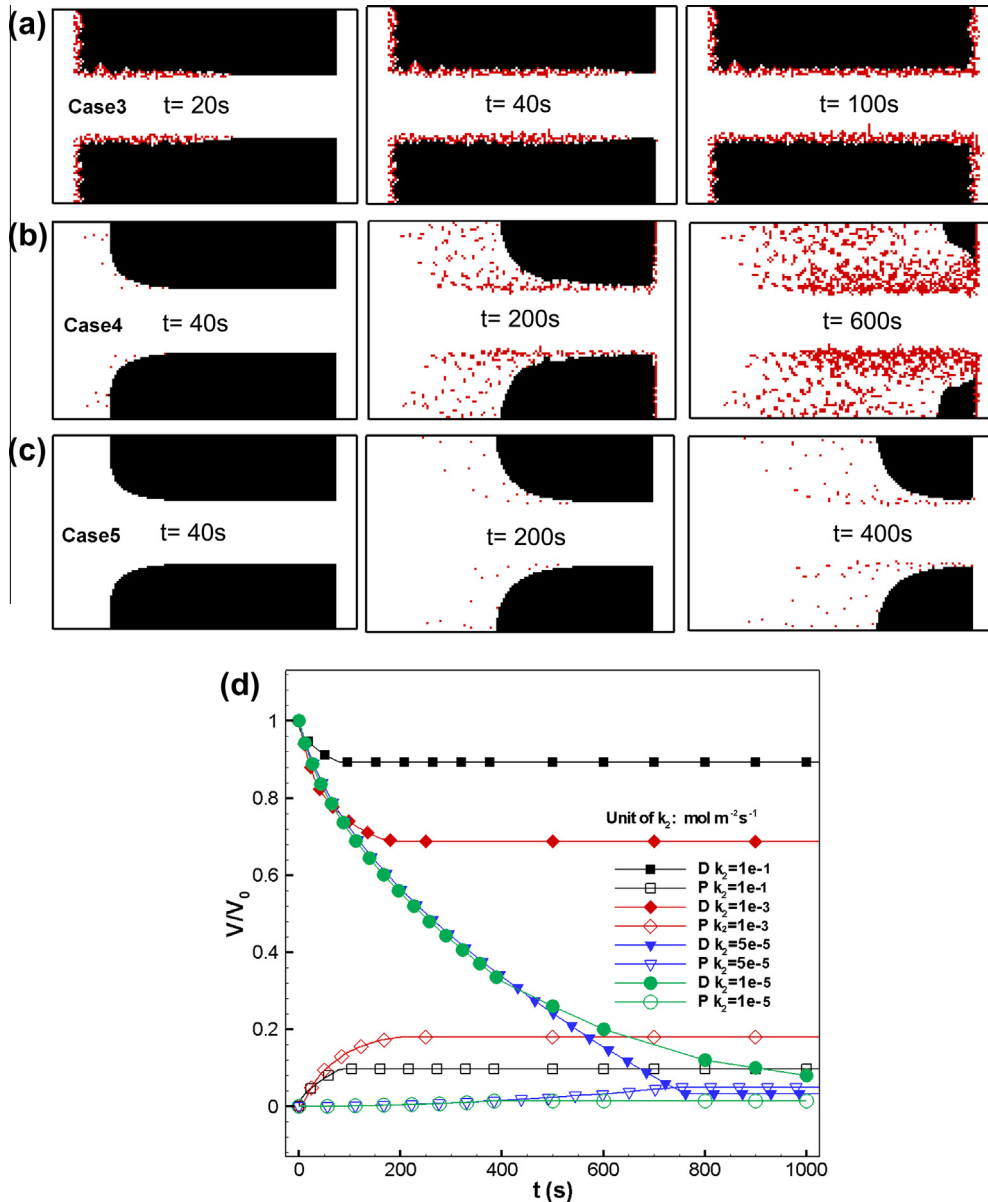 (a)
Case3 t= 20s t= 40s t= 100s
(b)
Case4 t= 40s t= 200s t= 600s
(c)
Case5 t= 40s t= 200s t= 400s
(d)
1
0.8
0.6
0.4
0.2
0
V/V₀
Unit of k₂: mol m⁻²s⁻¹
D k₂=1e-1
P k₂=1e-1
D k₂=1e-3
P k₂=1e-3
D k₂=5e-5
P k₂=5e-5
D k₂=1e-5
P k₂=1e-5
0 200 400 600 800 1000
t (s)